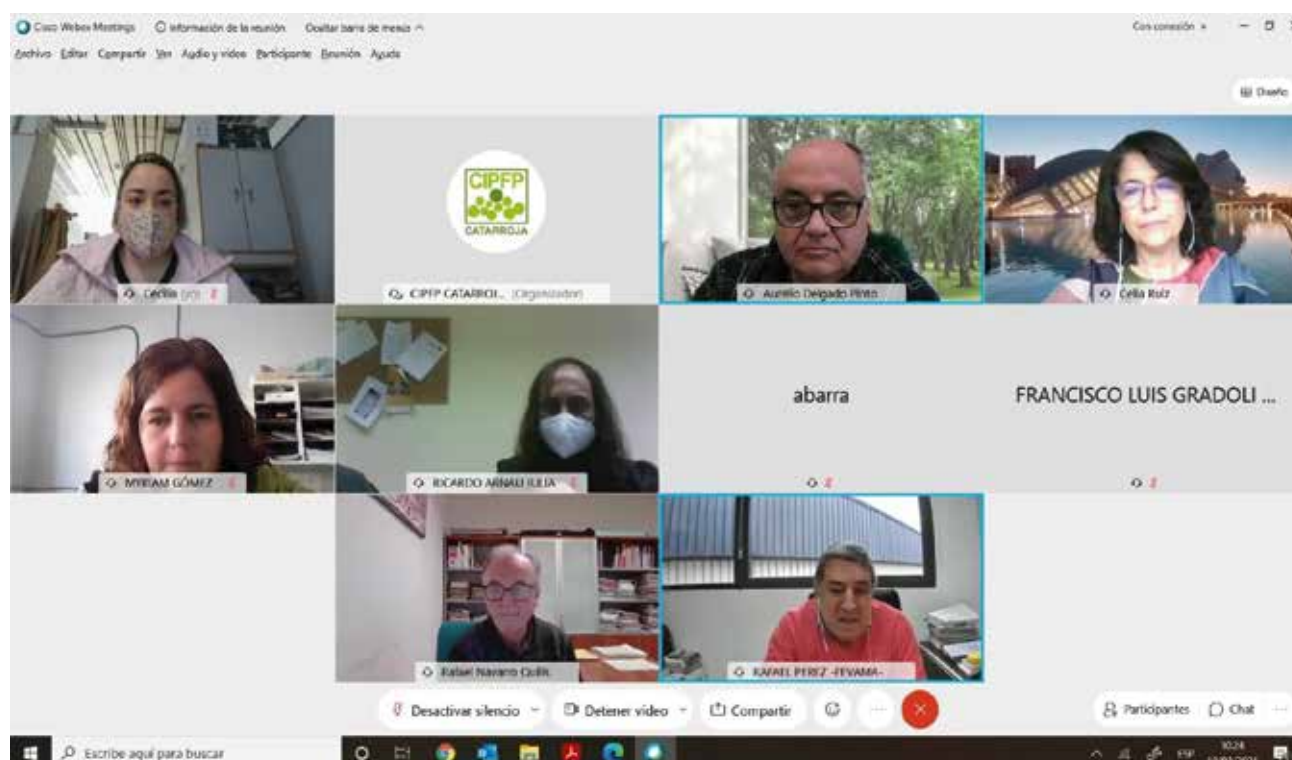 Cisco Webex Meetings Información de la reunión Ocultar barra de menús
Con conexión
Archivo Editar Compartir Ver Audio y vídeo Participante Reunión Ayuda
Diseño
CIPFP
CATARROJA
Cecilia (yo)
CIPFP CATARROJ... (Organizador)
Aurelio Delgado Pinto
Celia Ruiz
abarra
FRANCISCO LUIS GRADOLI ...
MYRIAM GÓMEZ
RICARDO ARNAU
Rafael Navarro Quilis
RAFAEL PEREZ -FEVAMA-
Desactivar silencio Detener vídeo Compartir
Participantes Chat
Escribe aquí para buscar
ESP 10:24